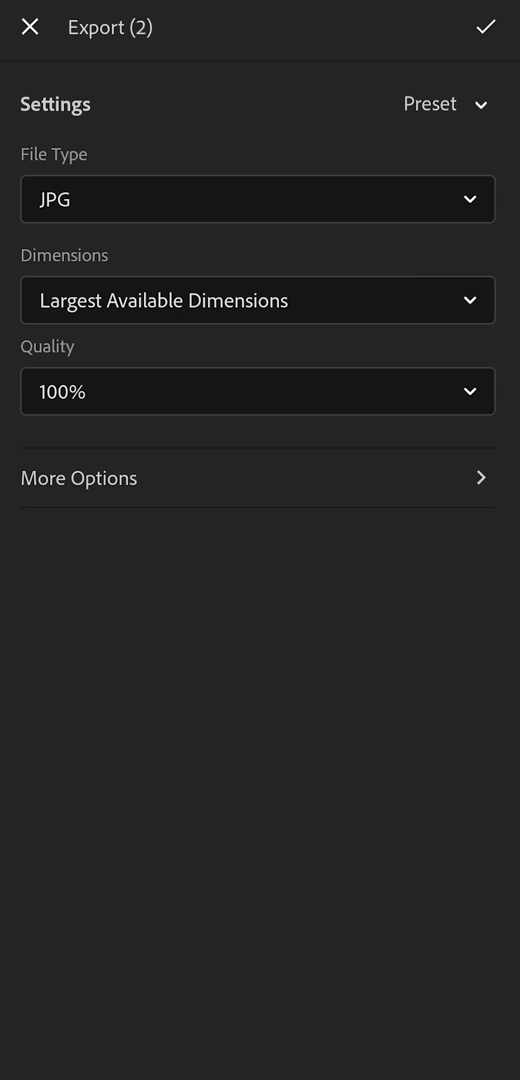 Export (2)
Settings
Preset
File Type
JPG
Dimensions
Largest Available Dimensions
Quality
100%
More Options